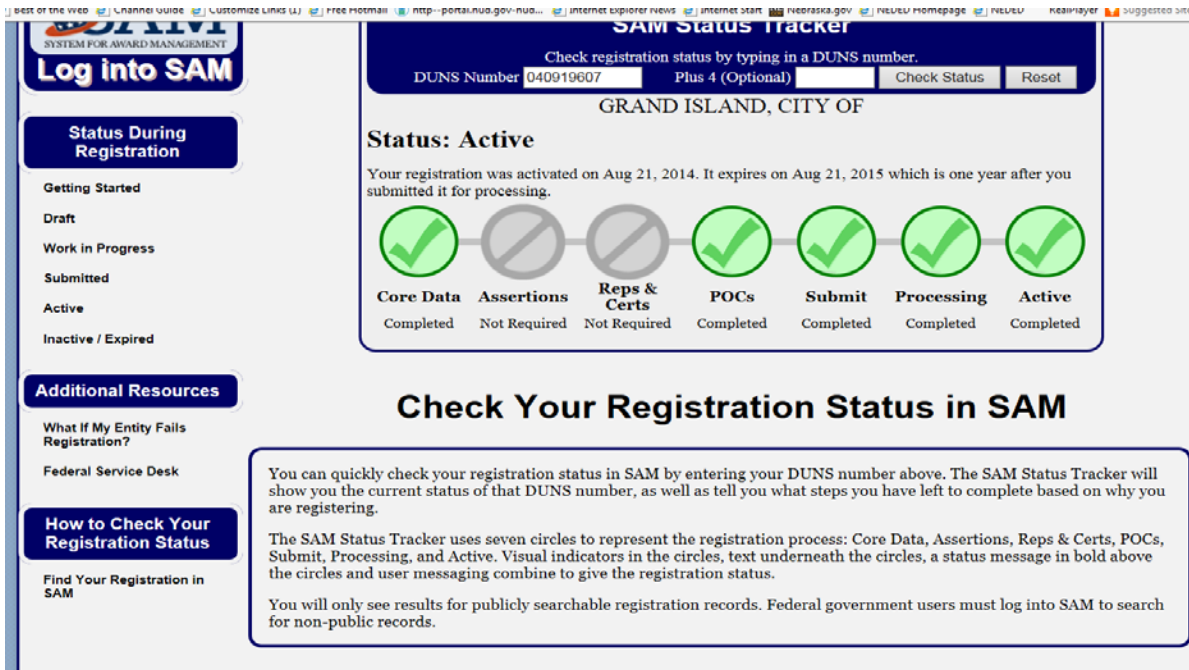 Best of the Web Channel Guide Customize Links (1) Free Hotmail http--portal.hud.gov-hud... Internet Explorer News Internet Start Nebraska.gov NEDED Homepage NEDED RealPlayer Suggested Site
SAM
SYSTEM FOR AWARD MANAGEMENT
Log into SAM
Status During
Registration
Getting Started
Draft
Work in Progress
Submitted
Active
Inactive / Expired
Additional Resources
What If My Entity Fails
Registration?
Federal Service Desk
How to Check Your
Registration Status
Find Your Registration in
SAM
SAM Status Tracker
Check registration status by typing in a DUNS number.
DUNS Number 040919607 Plus 4 (Optional) Check Status Reset
GRAND ISLAND, CITY OF
Status: Active
Your registration was activated on Aug 21, 2014. It expires on Aug 21, 2015 which is one year after you
submitted it for processing.
Core Data Assertions Reps & Certs POCs Submit Processing Active
Completed Not Required Not Required Completed Completed Completed Completed
Check Your Registration Status in SAM
You can quickly check your registration status in SAM by entering your DUNS number above. The SAM Status Tracker will
show you the current status of that DUNS number, as well as tell you what steps you have left to complete based on why you
are registering.
The SAM Status Tracker uses seven circles to represent the registration process: Core Data, Assertions, Reps & Certs, POCs,
Submit, Processing, and Active. Visual indicators in the circles, text underneath the circles, a status message in bold above
the circles and user messaging combine to give the registration status.
You will only see results for publicly searchable registration records. Federal government users must log into SAM to search
for non-public records.